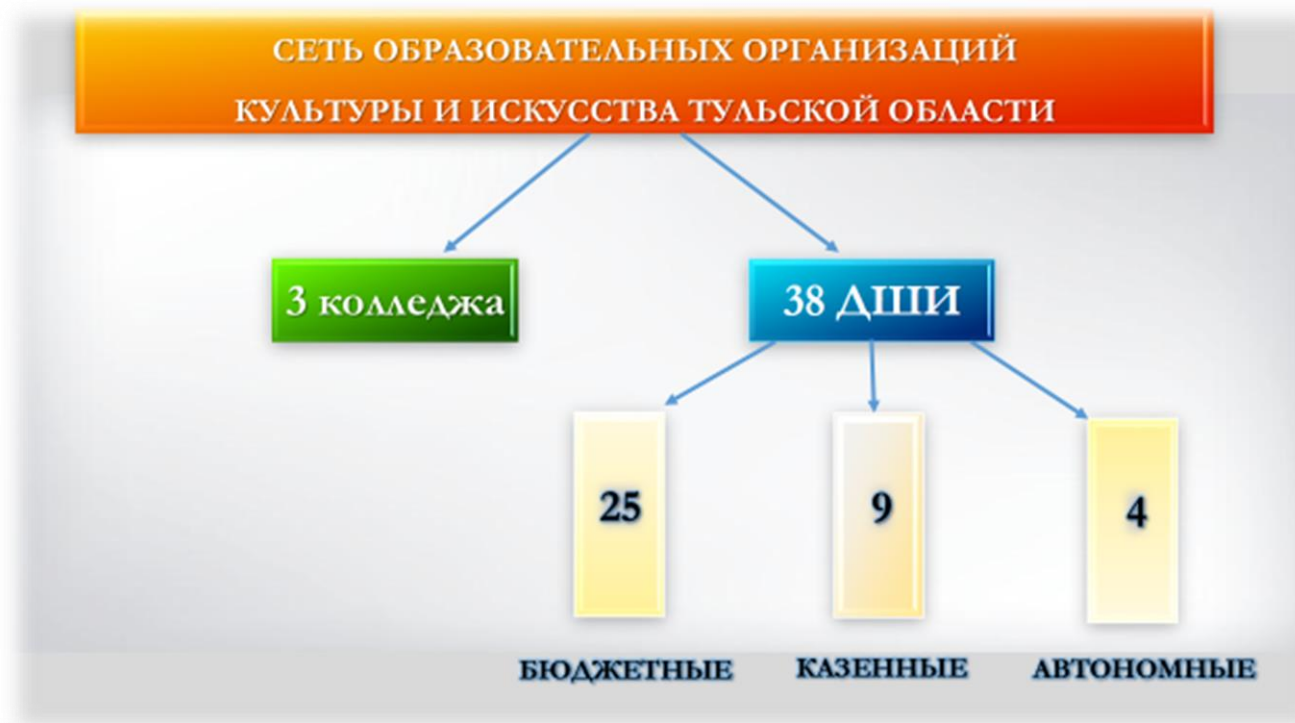 СЕТЬ ОБРАЗОВАТЕЛЬНЫХ ОРГАНИЗАЦИЙ
КУЛЬТУРЫ И ИСКУССТВА ТУЛЬСКОЙ ОБЛАСТИ
3 колледжа
38 ДШИ
25
9
4
БЮДЖЕТНЫЕ
КАЗЕННЫЕ
АВТОНОМНЫЕ